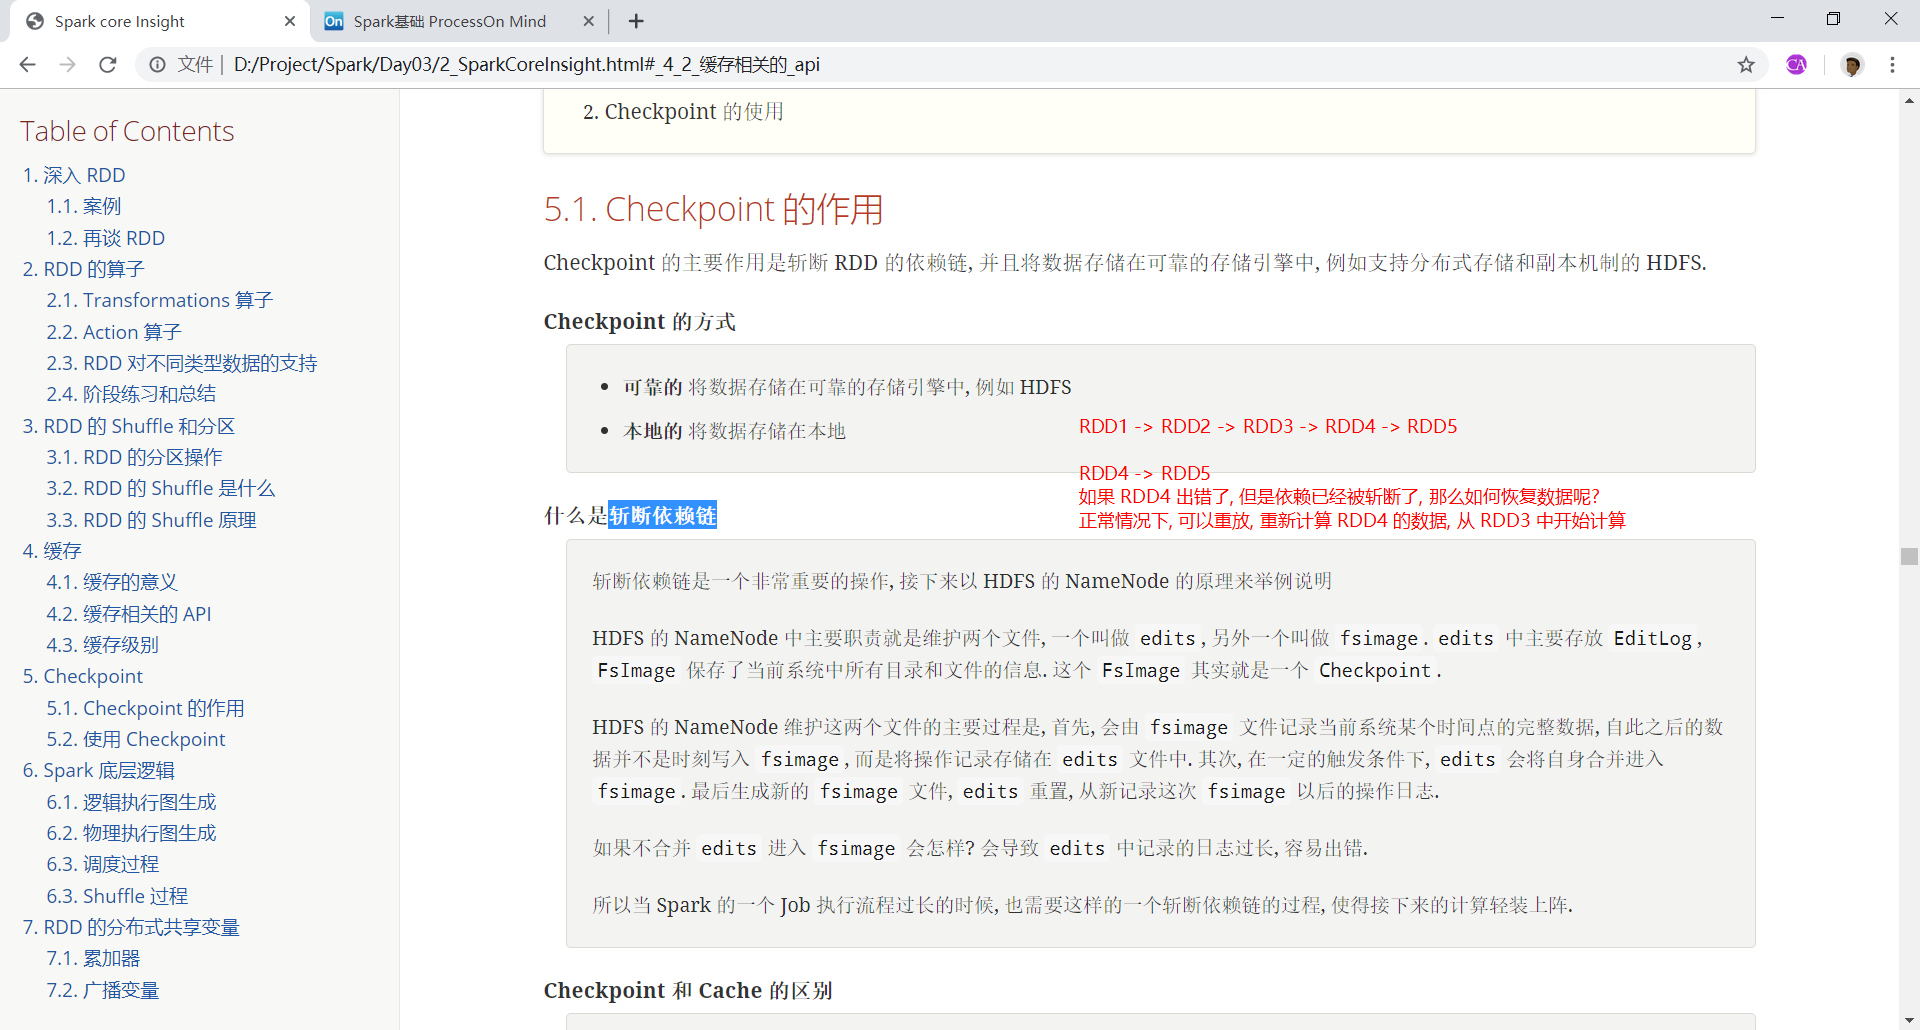 Spark core Insight
On
Spark基础 ProcessOn Mind
文件
D:/Project/Spark/Day03/2_SparkCoreInsight.html#_4_2_缓存相关的_api
CA
Table of Contents
1. 深入 RDD
1.1. 案例
1.2. 再谈 RDD
2. RDD 的算子
2.1. Transformations 算子
2.2. Action 算子
2.3. RDD 对不同类型数据的支持
2.4. 阶段练习和总结
3. RDD 的 Shuffle 和分区
3.1. RDD 的分区操作
3.2. RDD 的 Shuffle 是什么
3.3. RDD 的 Shuffle 原理
4. 缓存
4.1. 缓存的意义
4.2. 缓存相关的 API
4.3. 缓存级别
5. Checkpoint
5.1. Checkpoint 的作用
5.2. 使用 Checkpoint
6. Spark 底层逻辑
6.1. 逻辑执行图生成
6.2. 物理执行图生成
6.3. 调度过程
6.3. Shuffle 过程
7. RDD 的分布式共享变量
7.1. 累加器
7.2. 广播变量
2. Checkpoint 的使用
5.1. Checkpoint 的作用
Checkpoint 的主要作用是斩断 RDD 的依赖链, 并且将数据存储在可靠的存储引擎中, 例如支持分布式存储和副本机制的 HDFS.
Checkpoint 的方式
可靠的 将数据存储在可靠的存储引擎中, 例如 HDFS
本地的 将数据存储在本地
RDD1 -> RDD2 -> RDD3 -> RDD4 -> RDD5
RDD4 -> RDD5
如果 RDD4 出错了, 但是依赖已经被斩断了, 那么如何恢复数据呢?
正常情况下, 可以重放, 重新计算 RDD4 的数据, 从 RDD3 中开始计算
什么是斩断依赖链
斩断依赖链是一个非常重要的操作, 接下来以 HDFS 的 NameNode 的原理来举例说明
HDFS 的 NameNode 中主要职责就是维护两个文件, 一个叫做 edits, 另外一个叫做 fsimage. edits 中主要存放 EditLog,
FsImage 保存了当前系统中所有目录和文件的信息. 这个 FsImage 其实就是一个 Checkpoint.
HDFS 的 NameNode 维护这两个文件的主要过程是, 首先, 会由 fsimage 文件记录当前系统某个时间点的完整数据, 自此之后的数
据并不是时刻写入 fsimage, 而是将操作记录存储在 edits 文件中. 其次, 在一定的触发条件下, edits 会将自身合并进入
fsimage. 最后生成新的 fsimage 文件, edits 重置, 从新记录这次 fsimage 以后的操作日志.
如果不合并 edits 进入 fsimage 会怎样? 会导致 edits 中记录的日志过长, 容易出错.
所以当 Spark 的一个 Job 执行流程过长的时候, 也需要这样的一个斩断依赖链的过程, 使得接下来的计算轻装上阵.
Checkpoint 和 Cache 的区别